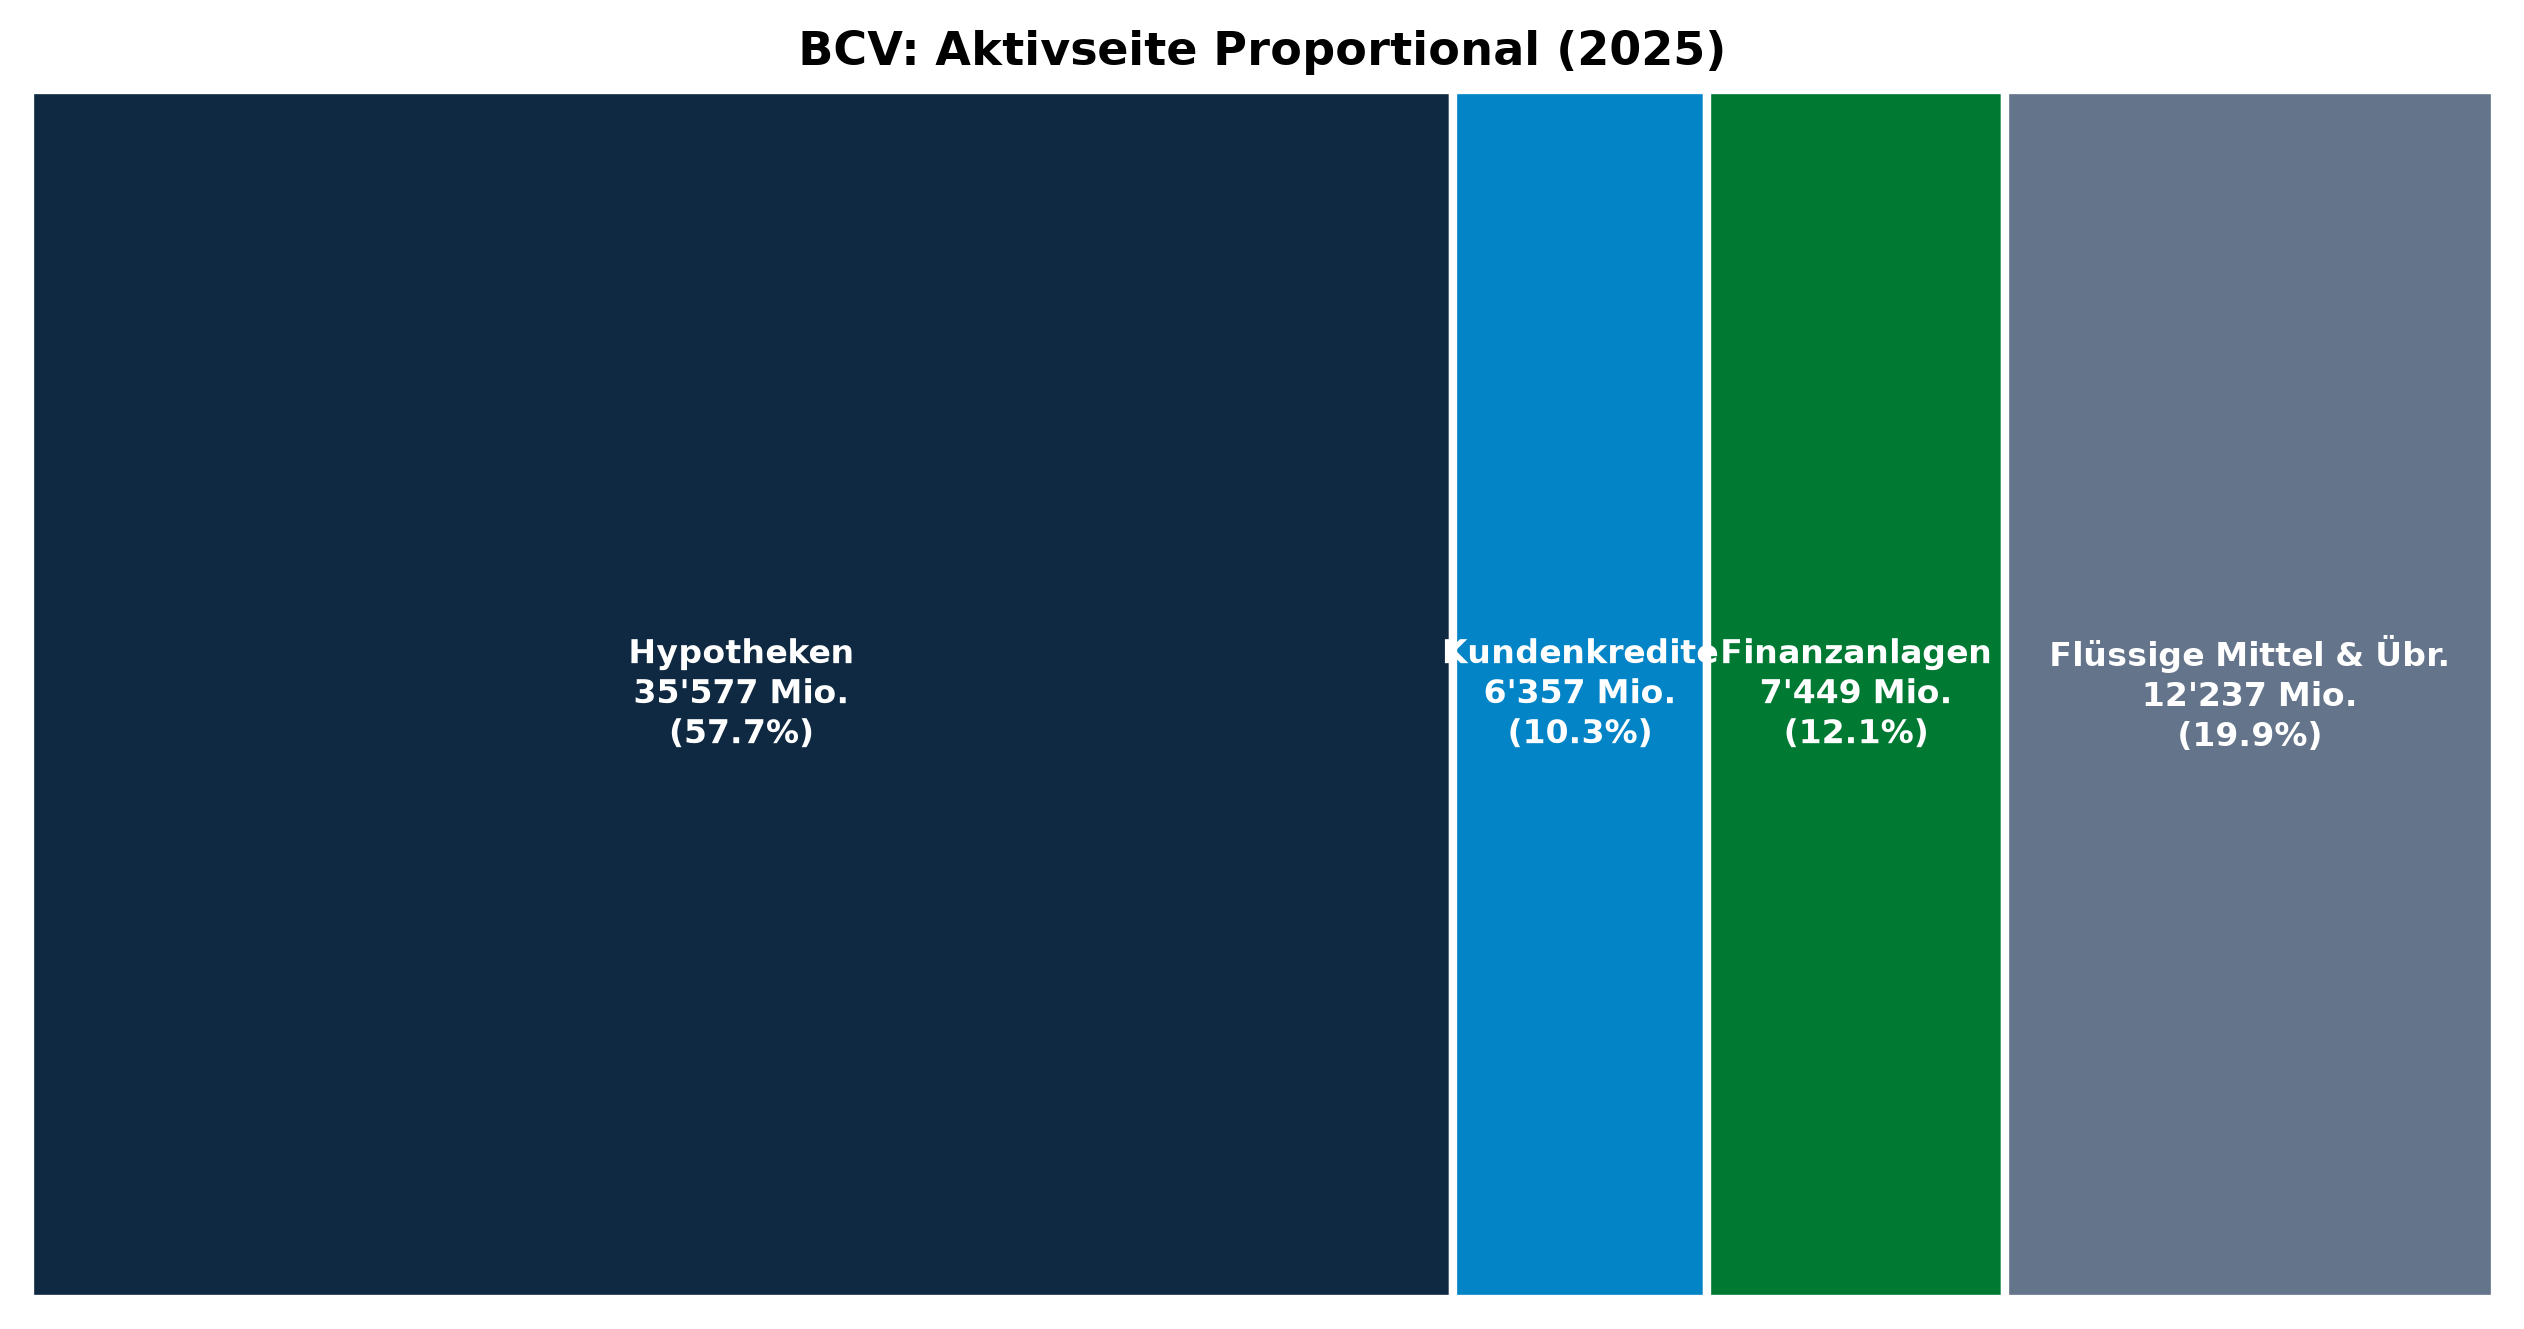 BCV: Aktivseite Proportional (2025)
Hypotheken
35'577 Mio.
(57.7%)
Kundenkredite
6'357 Mio.
(10.3%)
Finanzanlagen
7'449 Mio.
(12.1%)
Flüssige Mittel & Übr.
12'237 Mio.
(19.9%)